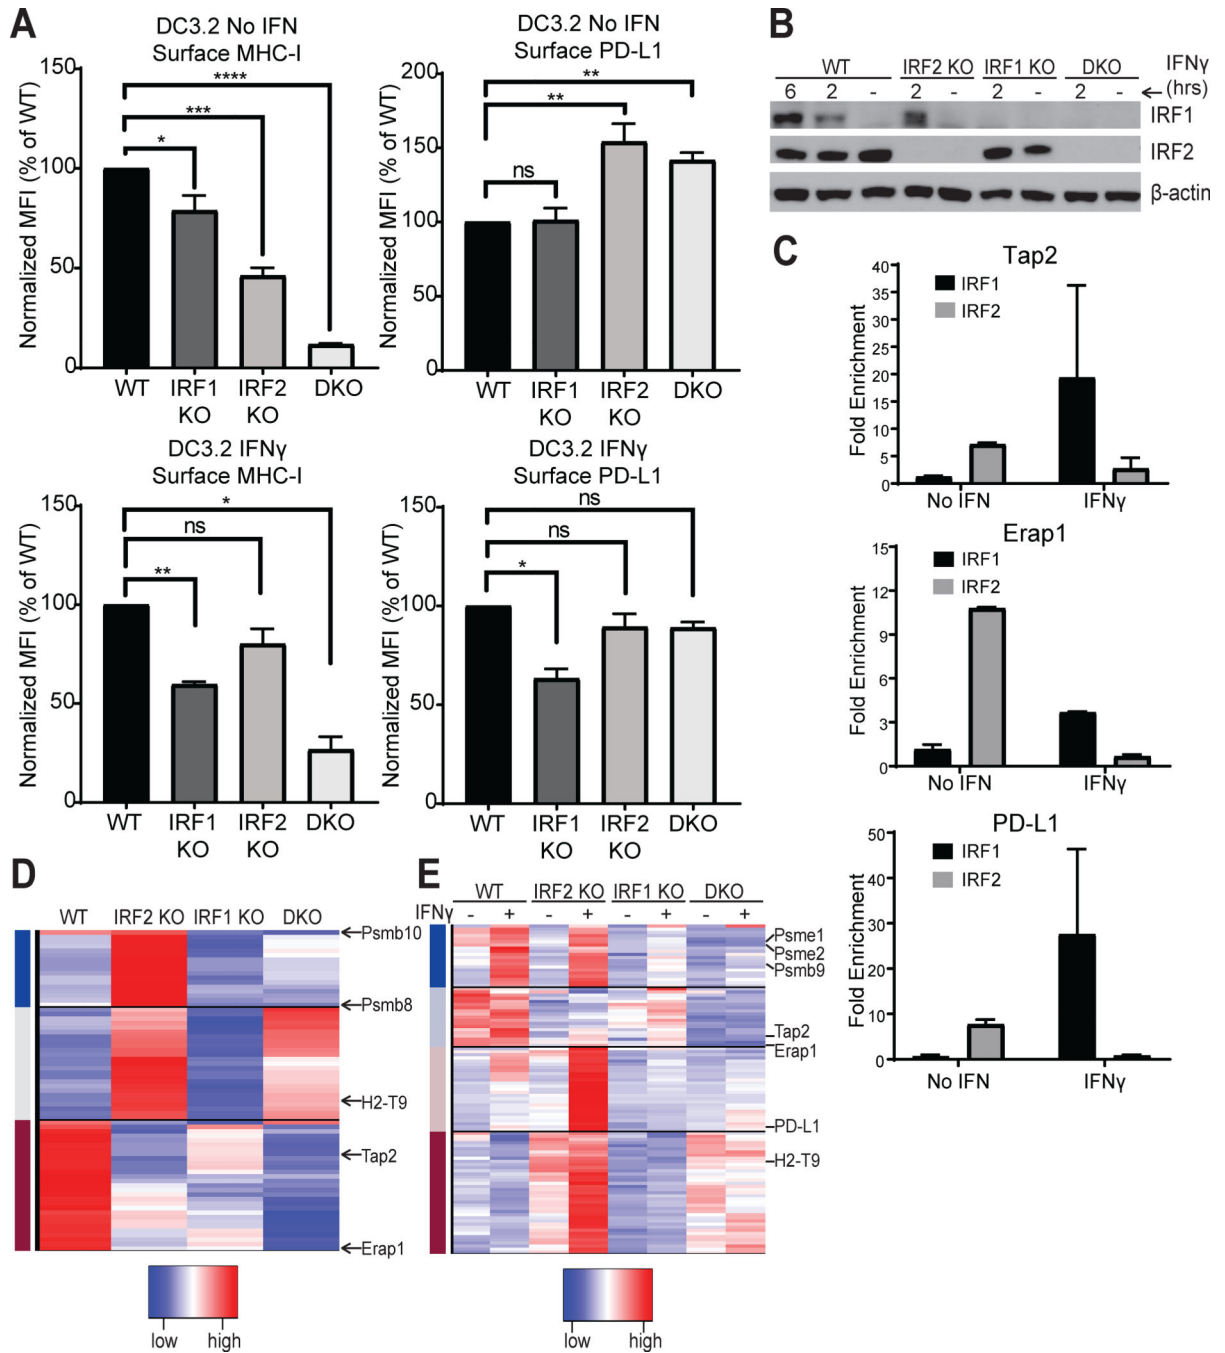 A
DC3.2 No IFN
Surface MHC-I
Normalized MFI (% of WT)
150
100
50
0
****
***
*
WT
IRF1
KO
IRF2
KO
DKO
DC3.2 No IFN
Surface PD-L1
Normalized MFI (% of WT)
200
150
100
50
0
**
**
ns
WT
IRF1
KO
IRF2
KO
DKO
DC3.2 IFNγ
Surface MHC-I
Normalized MFI (% of WT)
150
100
50
0
*
ns
**
WT
IRF1
KO
IRF2
KO
DKO
DC3.2 IFNγ
Surface PD-L1
Normalized MFI (% of WT)
150
100
50
0
ns
ns
*
WT
IRF1
KO
IRF2
KO
DKO
B
WT IRF2 KO IRF1 KO DKO IFNγ
6 2 - 2 - 2 - 2 - ←(hrs)
IRF1
IRF2
β-actin
C
Tap2
Fold Enrichment
40
35
30
25
20
15
10
5
0
IRF1
IRF2
No IFN IFNγ
Erap1
Fold Enrichment
15
12
9
6
3
0
IRF1
IRF2
No IFN IFNγ
PD-L1
Fold Enrichment
50
40
30
20
10
0
IRF1
IRF2
No IFN IFNγ
D
WT IRF2 KO IRF1 KO DKO
Psmb10
Psmb8
H2-T9
Tap2
Erap1
low high
E
WT IRF2 KO IRF1 KO DKO
IFNγ - + - + - + - +
Psme1
Psme2
Psmb9
Tap2
Erap1
PD-L1
H2-T9
low high